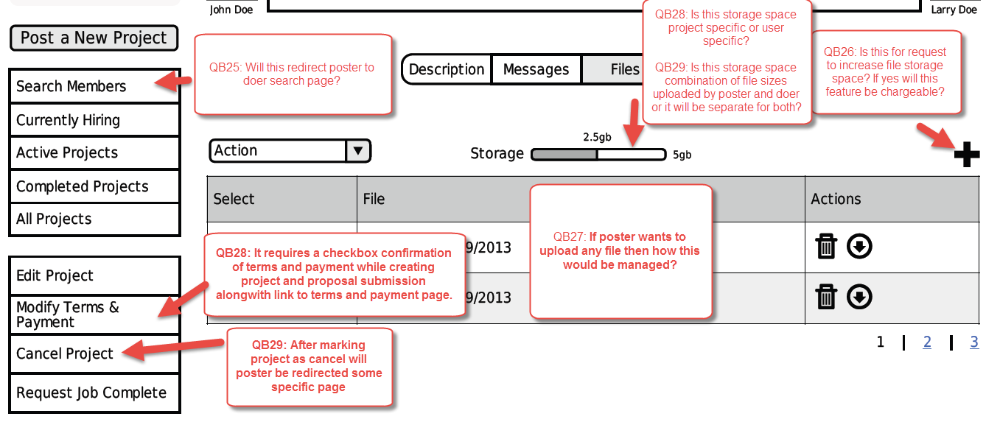 John Doe
Larry Doe
Post a New Project
Search Members
Currently Hiring
Active Projects
Completed Projects
All Projects
Edit Project
Modify Terms &
Payment
Cancel Project
Request Job Complete
QB25: Will this redirect poster to
doer search page?
Description
Messages
Files
QB28: Is this storage space
project specific or user
specific?
QB29: Is this storage space
combination of file sizes
uploaded by poster and doer
or it will be separate for both?
QB26: Is this for request
to increase file storage
space? If yes will this
feature be chargeable?
Action
Storage
2.5gb
5gb
Select
File
Actions
9/2013
9/2013
QB27: If poster wants to
upload any file then how this
would be managed?
QB28: It requires a checkbox confirmation
of terms and payment while creating
project and proposal submission
alongwith link to terms and payment page.
QB29: After marking
project as cancel will
poster be redirected some
specific page
1 | 2 | 3